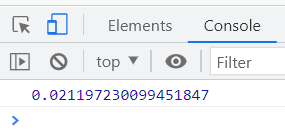 Elements
Console
top
Filter
0.021197230099451847